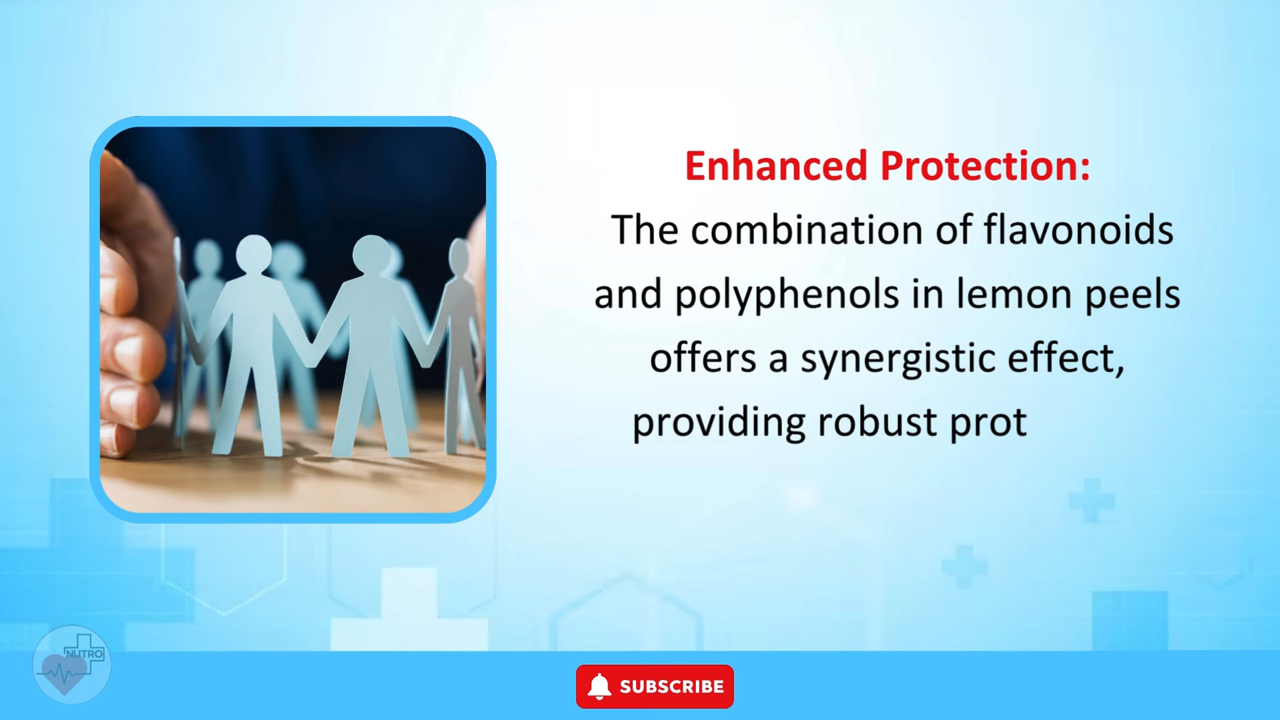 Enhanced Protection:
The combination of flavonoids
and polyphenols in lemon peels
offers a synergistic effect,
providing robust prot
NUTRO
SUBSCRIBE